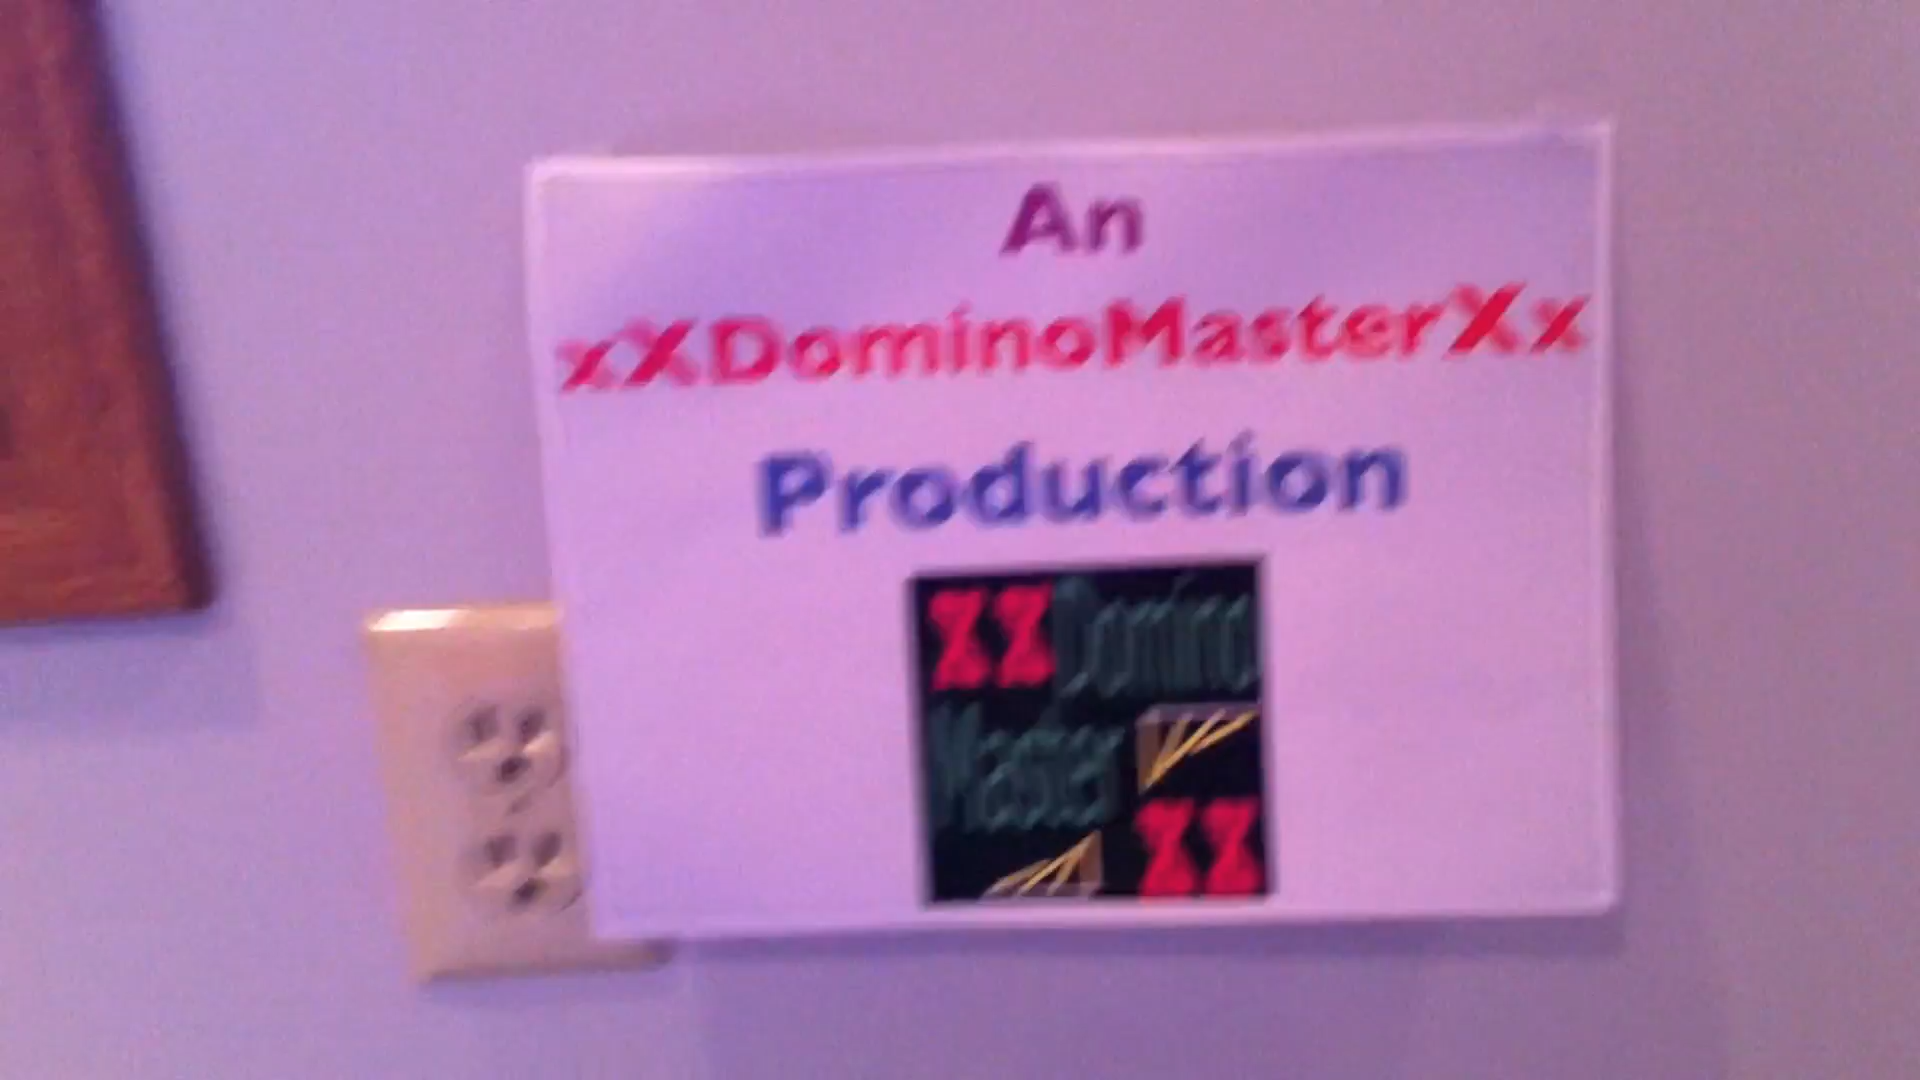 An
xXDominoMasterXx
Production
XX Domino
Master
XX